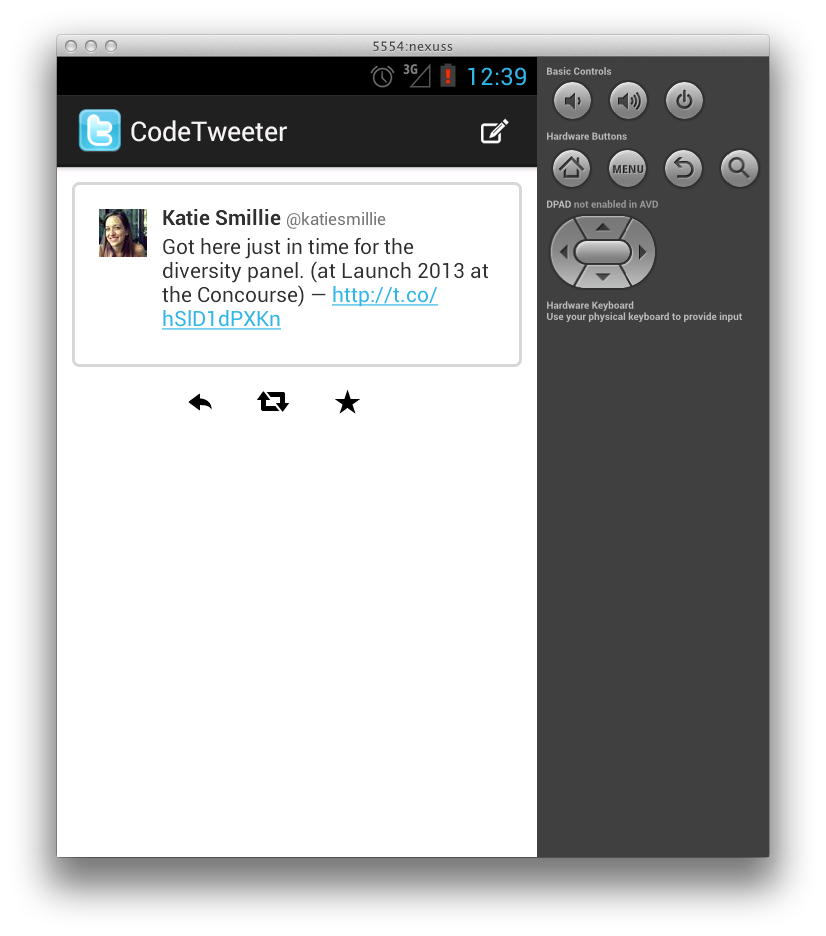 5554:nexuss
3G 12:39
CodeTweeter
Katie Smillie @katiesmillie
Got here just in time for the
diversity panel. (at Launch 2013 at
the Concourse) — http://t.co/
hSlD1dPXKn
Basic Controls
Hardware Buttons
MENU
DPAD not enabled in AVD
Hardware Keyboard
Use your physical keyboard to provide input